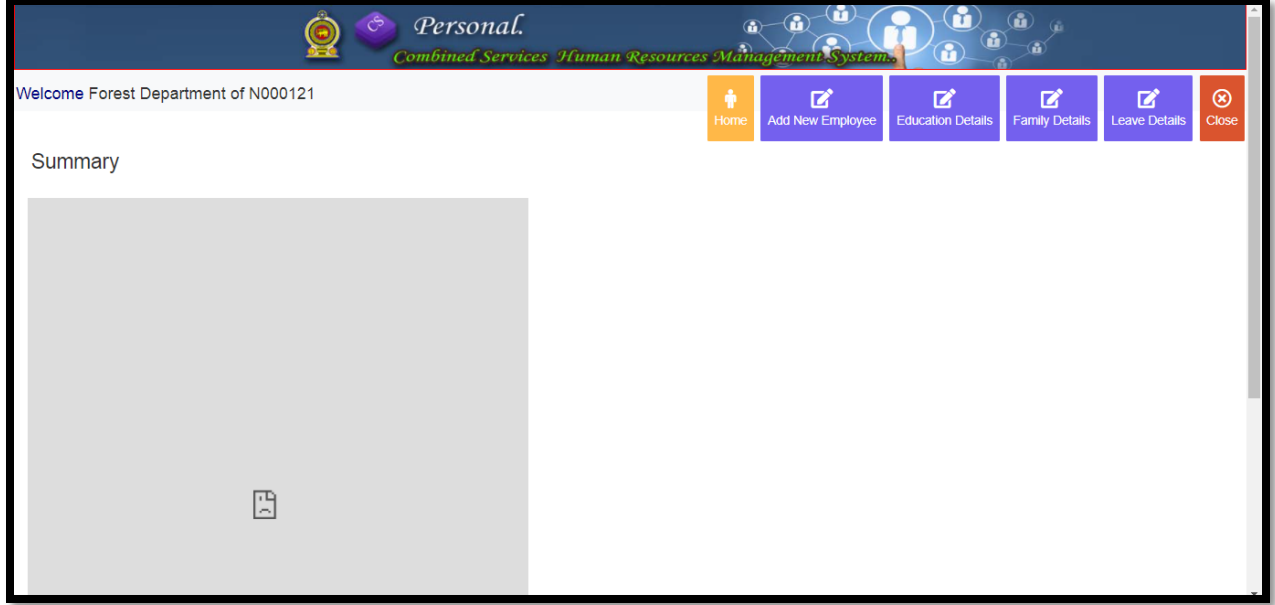 CS
Personal.
Combined Services Human Resources Management System..
Welcome Forest Department of N000121
Home
Add New Employee
Education Details
Family Details
Leave Details
Close
Summary